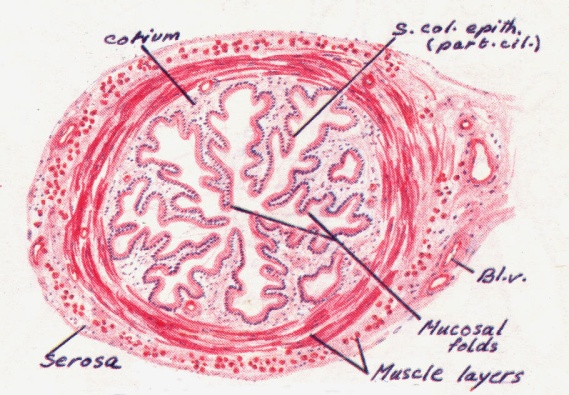 corium
S. col. epith.
(part. cil.)
Bl.v.
Mucosal
folds
Serosa
Muscle layers